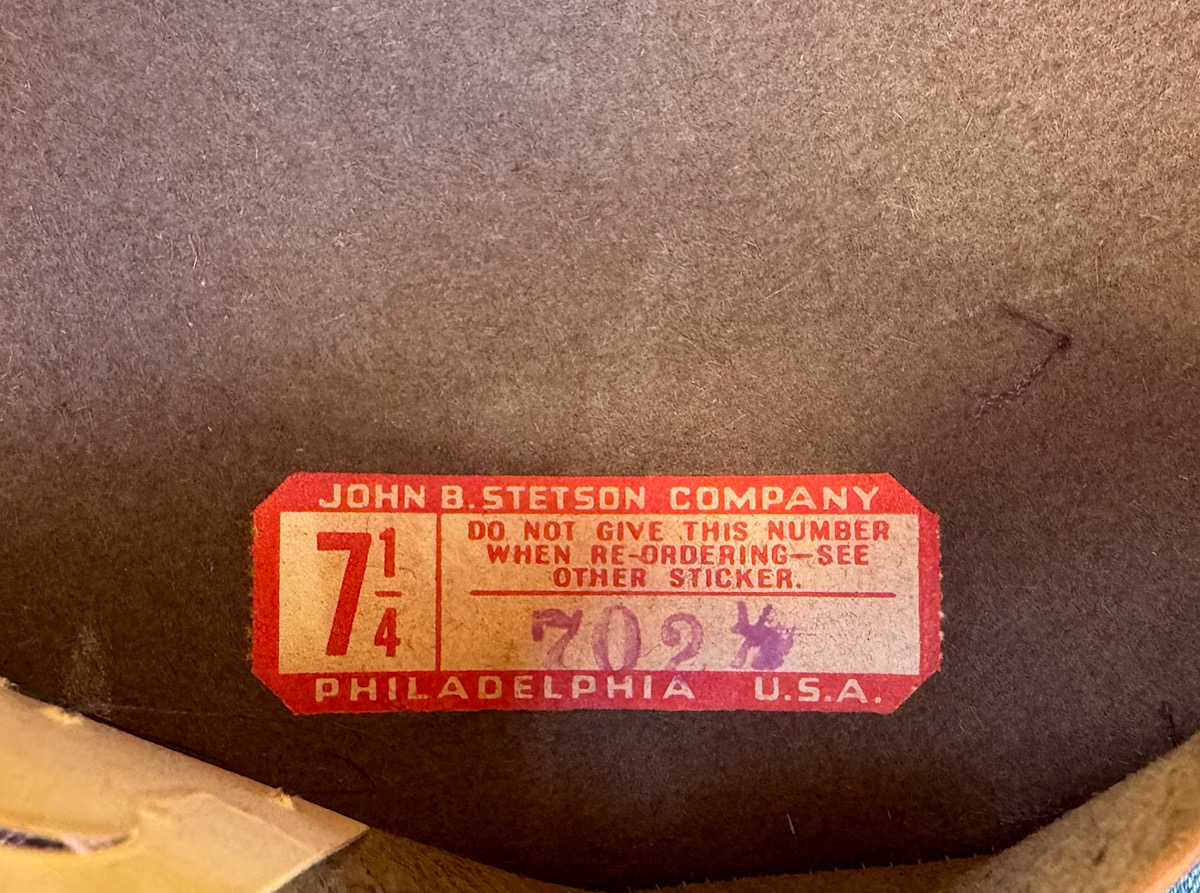 JOHN B. STETSON COMPANY
7 1/4
DO NOT GIVE THIS NUMBER
WHEN RE-ORDERING—SEE
OTHER STICKER.
702
PHILADELPHIA U.S.A.